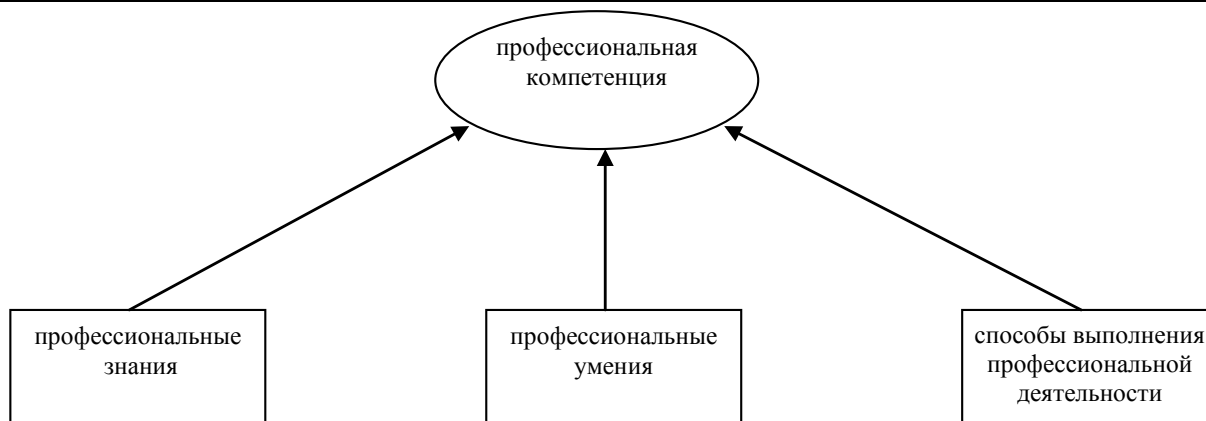 профессиональная
компетенция
профессиональные
знания
профессиональные
умения
способы выполнения
профессиональной
деятельности